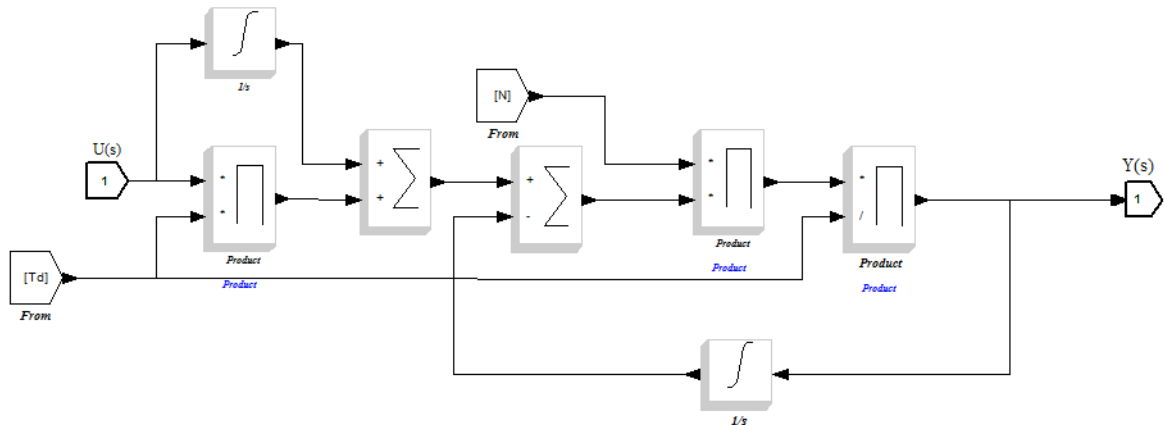 1/s
U(s)
1
*
*
Product
Product
[Td]
From
+
+
[N]
From
+
-
*
*
Product
Product
*
/
Product
Product
Y(s)
1
1/s